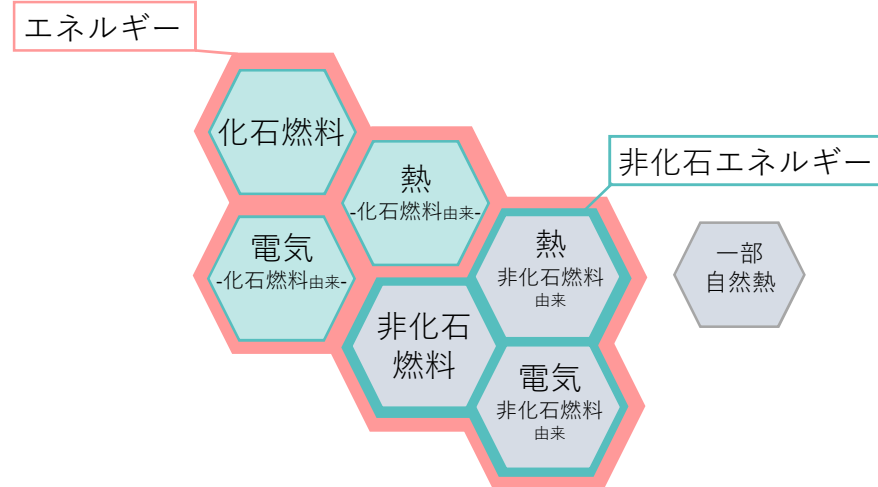 エネルギー
化石燃料
熱
-化石燃料由来-
電気
-化石燃料由来-
非化石エネルギー
熱
非化石燃料
由来
非化石
燃料
電気
非化石燃料
由来
一部
自然熱